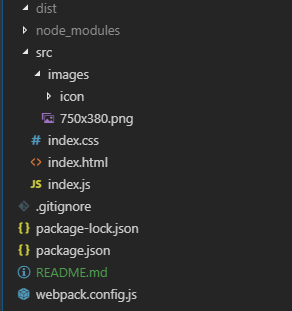 dist
node_modules
src
images
icon
750x380.png
# index.css
<> index.html
JS index.js
.gitignore
{} package-lock.json
{} package.json
README.md
webpack.config.js